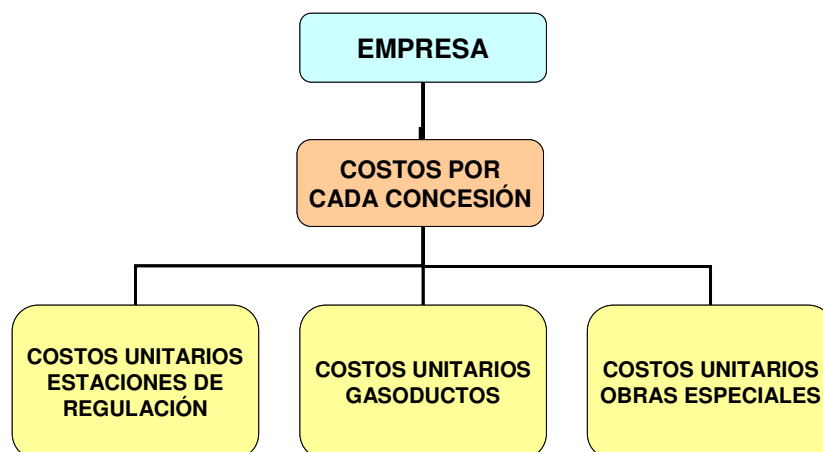 EMPRESA
COSTOS POR
CADA CONCESIÓN
COSTOS UNITARIOS
ESTACIONES DE
REGULACIÓN
COSTOS UNITARIOS
GASODUCTOS
COSTOS UNITARIOS
OBRAS ESPECIALES